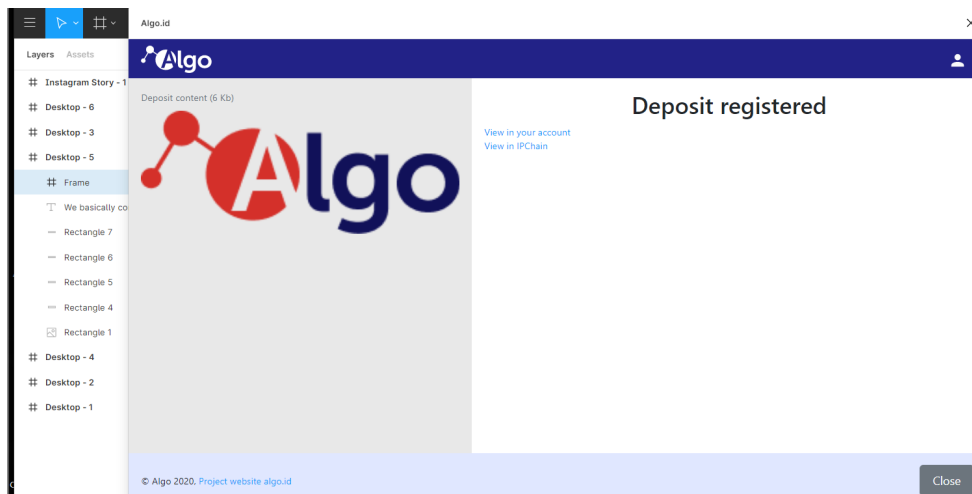 Algo.id
Layers Assets
Instagram Story - 1
Desktop - 6
Desktop - 3
Desktop - 5
Frame
We basically co
Rectangle 7
Rectangle 6
Rectangle 5
Rectangle 4
Rectangle 1
Desktop - 4
Desktop - 2
Desktop - 1
Algo
Deposit content (6 Kb)
Algo
Deposit registered
View in your account
View in IPChain
© Algo 2020, Project website algo.id
Close